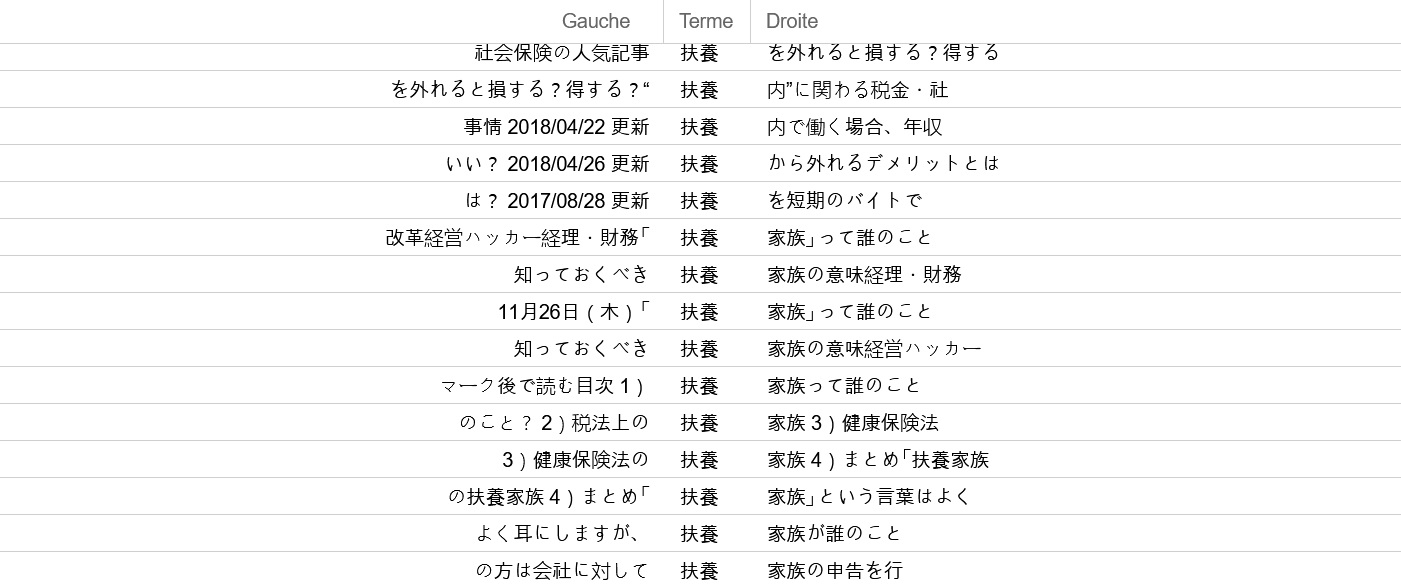 Gauche Terme Droite
社会保険の人気記事 扶養 を外れると損する？得する
を外れると損する？得する？“ 扶養 内”に関わる税金・社
事情 2018/04/22 更新 扶養 内で働く場合、年収
いい？ 2018/04/26 更新 扶養 から外れるデメリットとは
は？ 2017/08/28 更新 扶養 を短期のバイトで
改革経営ハッカー経理・財務「 扶養 家族」って誰のこと
知っておくべき 扶養 家族の意味経理・財務
11月26日（木）「 扶養 家族」って誰のこと
知っておくべき 扶養 家族の意味経営ハッカー
マーク後で読む目次 1） 扶養 家族って誰のこと
のこと？ 2）税法上の 扶養 家族 3）健康保険法
3）健康保険法の 扶養 家族 4）まとめ「扶養家族
の扶養家族 4）まとめ「 扶養 家族」という言葉はよく
よく耳にしますが、 扶養 家族が誰のこと
の方は会社に対して 扶養 家族の申告を行